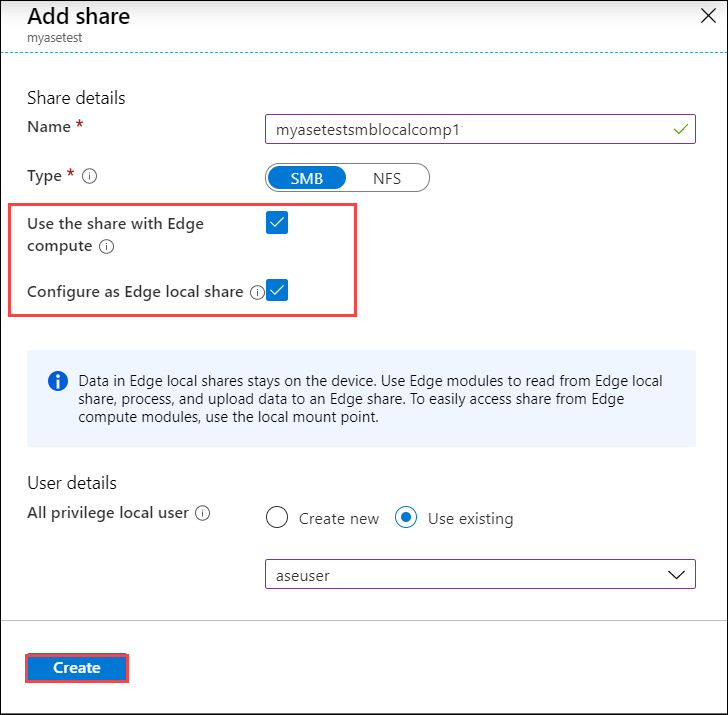 Add share
myasetest
Share details
Name *
myasetestsmblocalcomp1
Type *
SMB
NFS
Use the share with Edge
compute
Configure as Edge local share
Data in Edge local shares stays on the device. Use Edge modules to read from Edge local
share, process, and upload data to an Edge share. To easily access share from Edge
compute modules, use the local mount point.
User details
All privilege local user
Create new
Use existing
aseuser
Create